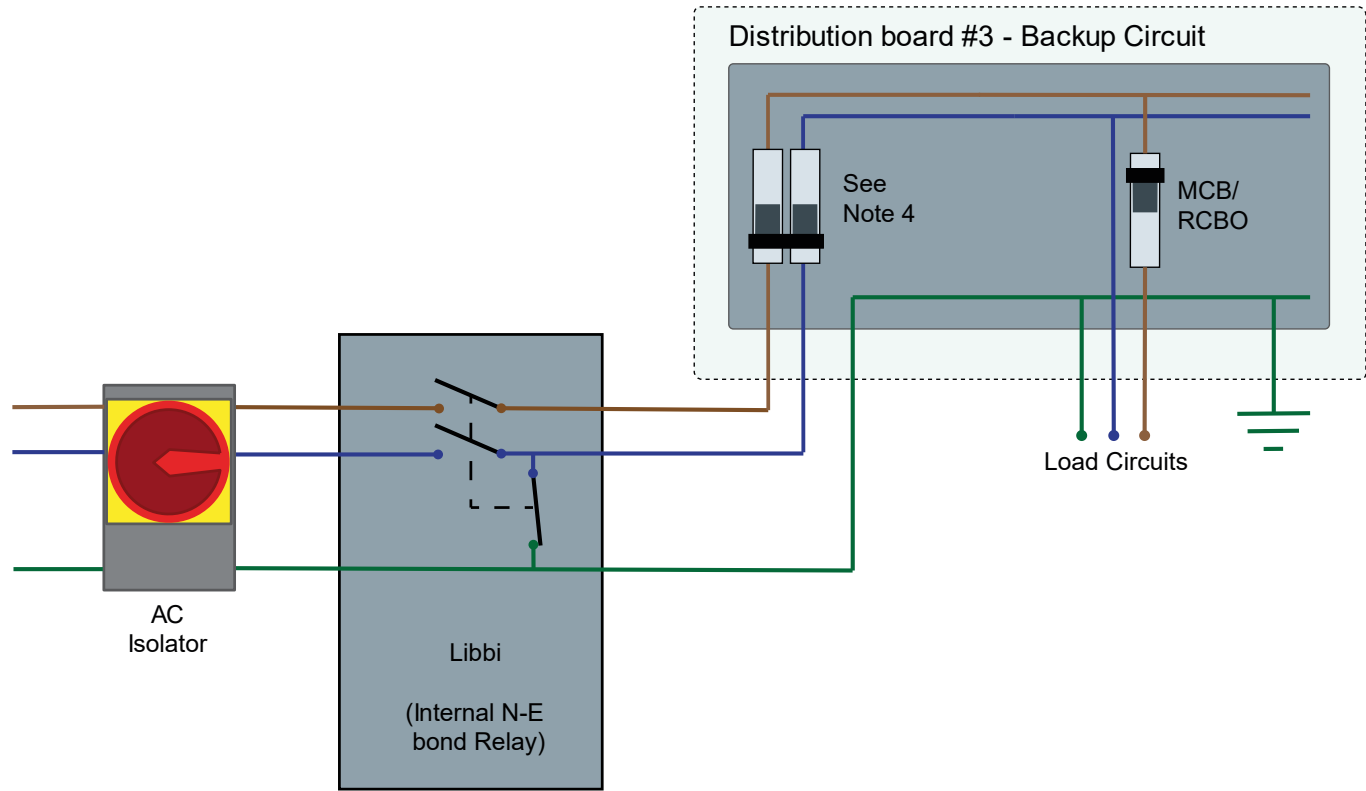 Distribution board #3 - Backup Circuit
See
Note 4
MCB/
RCBO
Load Circuits
AC
Isolator
Libbi
(Internal N-E
bond Relay)